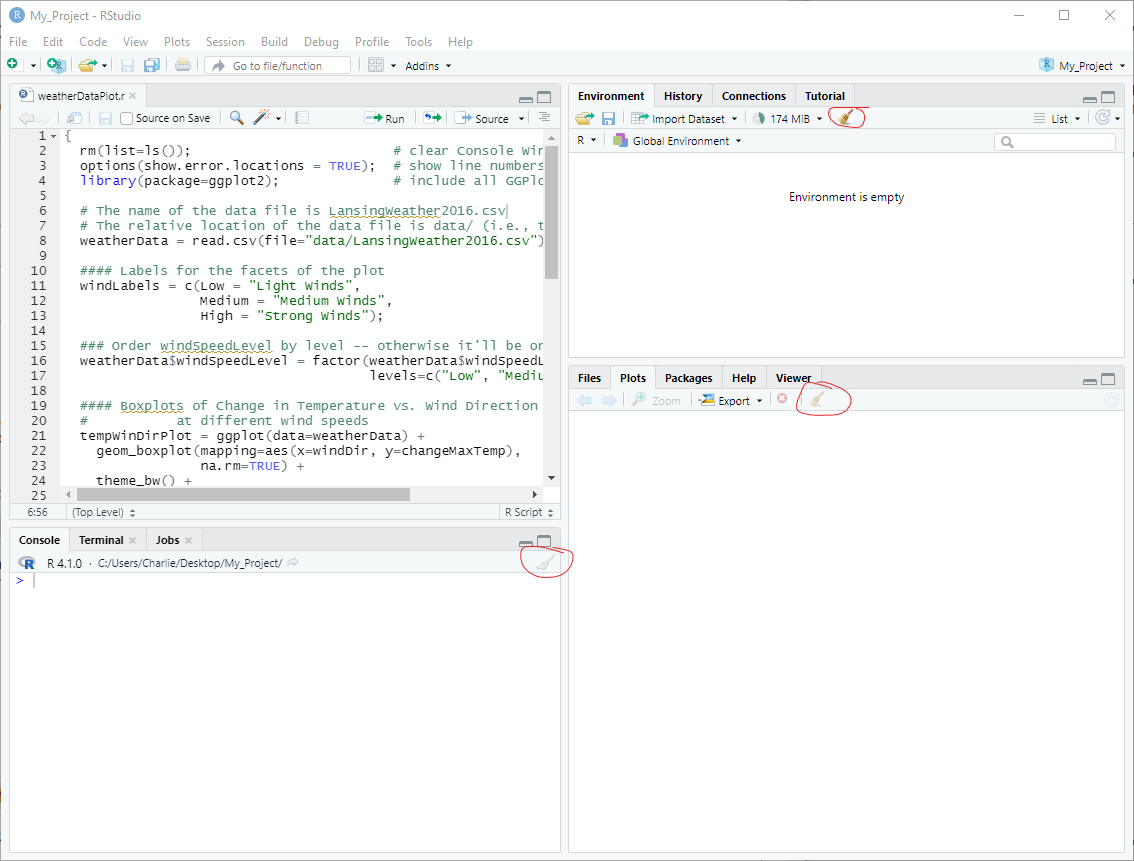 My_Project - RStudio
File Edit Code View Plots Session Build Debug Profile Tools Help
Go to file/function Addins My_Project
weatherDataPlot.r
Source on Save Run Source
1 {
2 rm(list=ls()); # clear Console Win
3 options(show.error.locations = TRUE); # show line numbers
4 library(package=ggplot2); # include all GGPlo
5
6 # The name of the data file is LansingWeather2016.csv
7 # The relative location of the data file is data/ (i.e., t
8 weatherData = read.csv(file="data/LansingWeather2016.csv")
9
10 #### Labels for the facets of the plot
11 windLabels = c(Low = "Light Winds",
12 Medium = "Medium Winds",
13 High = "Strong Winds");
14
15 ### Order windSpeedLevel by level -- otherwise it'll be on
16 weatherData$windSpeedLevel = factor(weatherData$windSpeedL
17 levels=c("Low", "Mediu
18
19 #### Boxplots of Change in Temperature vs. Wind Direction
20 # at different wind speeds
21 tempWinDirPlot = ggplot(data=weatherData) +
22 geom_boxplot(mapping=aes(x=windDir, y=changeMaxTemp),
23 na.rm=TRUE) +
24 theme_bw() +
25
6:56 (Top Level) R Script
Console Terminal Jobs
R 4.1.0 · C:/Users/Charlie/Desktop/My_Project/
>
Environment History Connections Tutorial
Import Dataset 174 MiB List
R Global Environment
Environment is empty
Files Plots Packages Help Viewer
Zoom Export